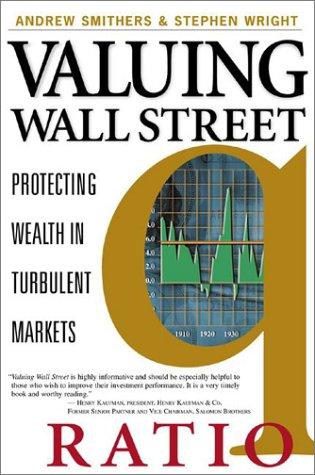 ANDREW SMITHERS & STEPHEN WRIGHT
VALUING
WALL STREET
PROTECTING
WEALTH IN
TURBULENT
MARKETS
q
1910 1920 1930
"Valuing Wall Street is highly informative and should be especially helpful to
those who wish to improve their investment performance. It is a very timely
book and worthy reading."
— HENRY KAUFMAN, PRESIDENT, HENRY KAUFMAN & CO.
FORMER SENIOR PARTNER AND VICE CHAIRMAN, SALOMON BROTHERS
RATIO